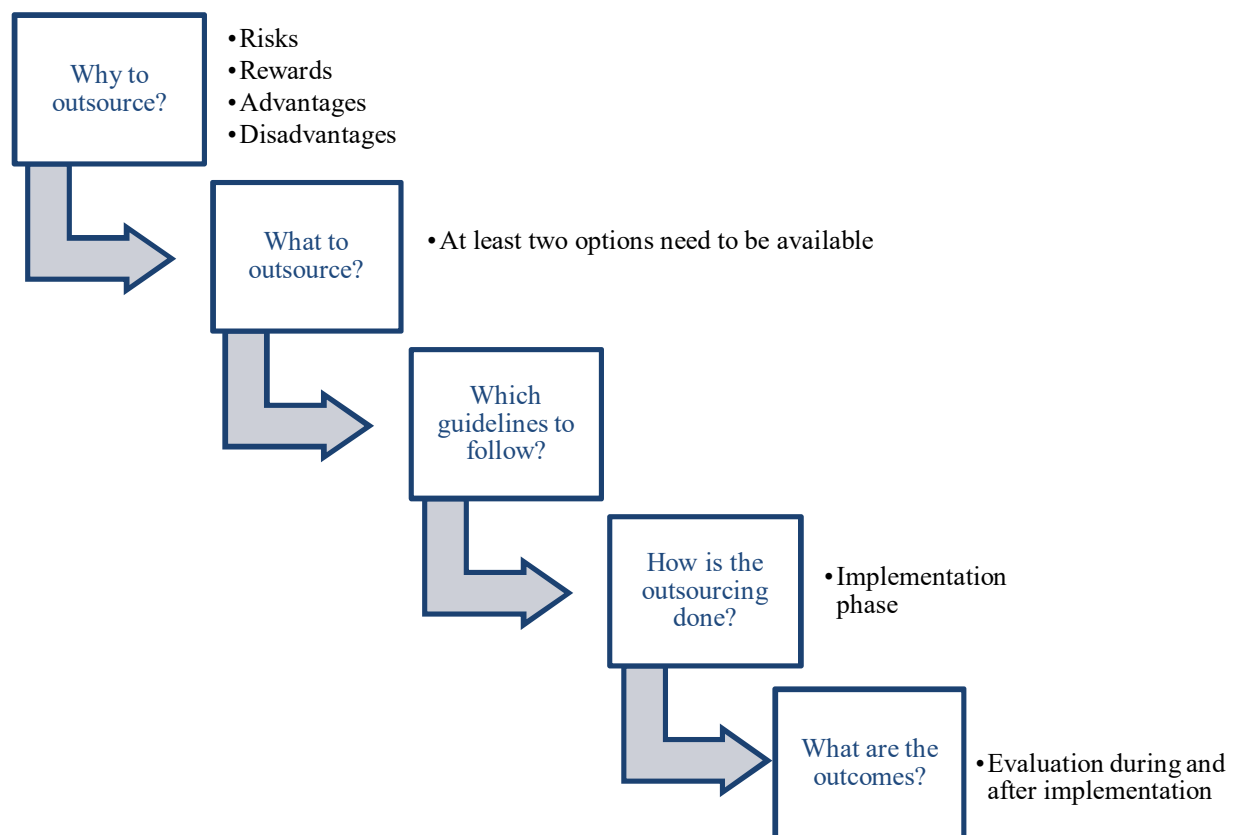 Why to
outsource?
•Risks
•Rewards
•Advantages
•Disadvantages
What to
outsource?
•At least two options need to be available
Which
guidelines to
follow?
How is the
outsourcing
done?
•Implementation
phase
What are the
outcomes?
•Evaluation during and
after implementation